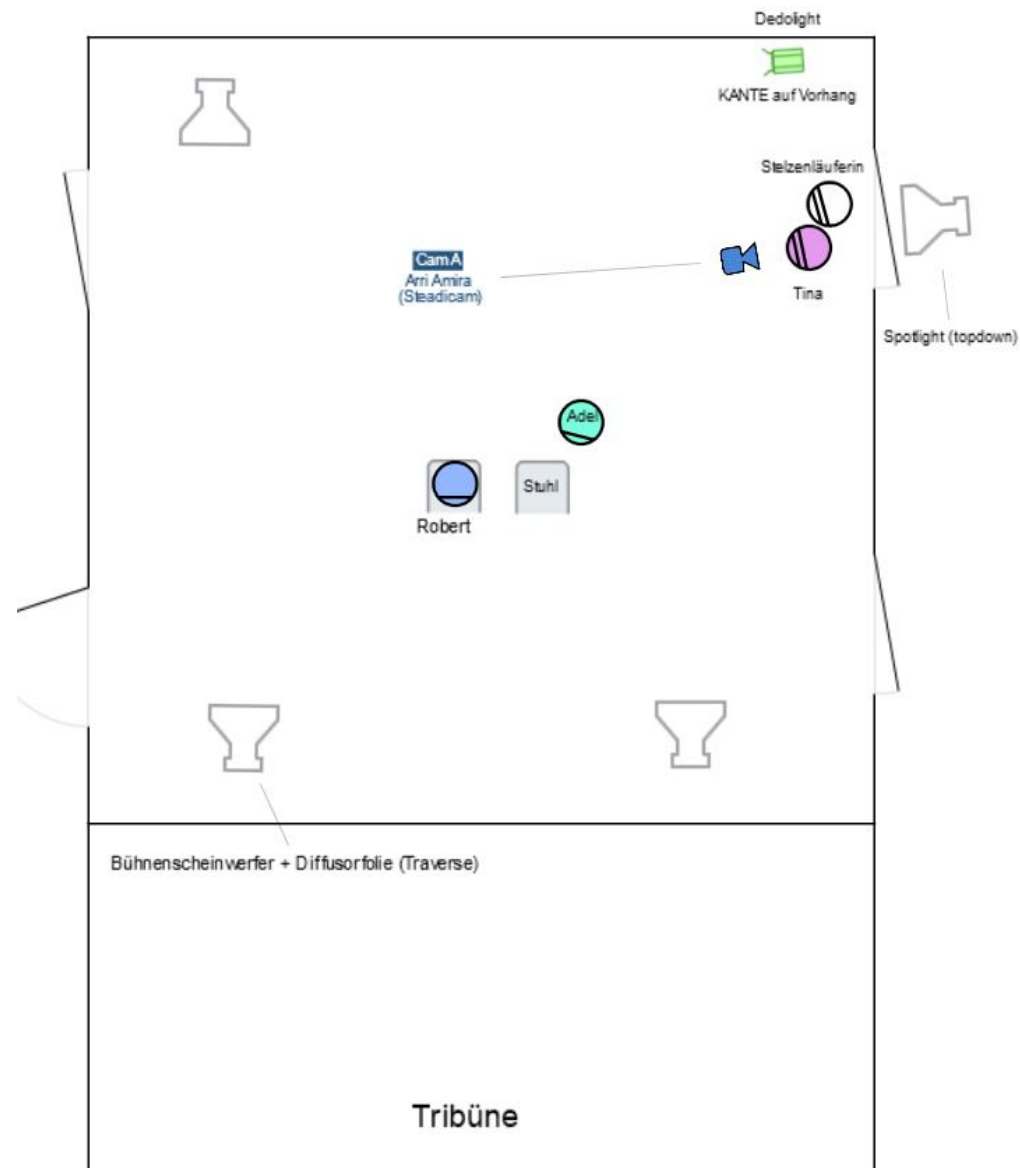 Dedolight
KANTE auf Vorhang
Stelzenläuferin
Cam A
Arri Amira
(Steadicam)
Tina
Spotlight (topdown)
Adel
Stuhl
Robert
Bühnenscheinwerfer + Diffusorfolie (Traverse)
Tribüne